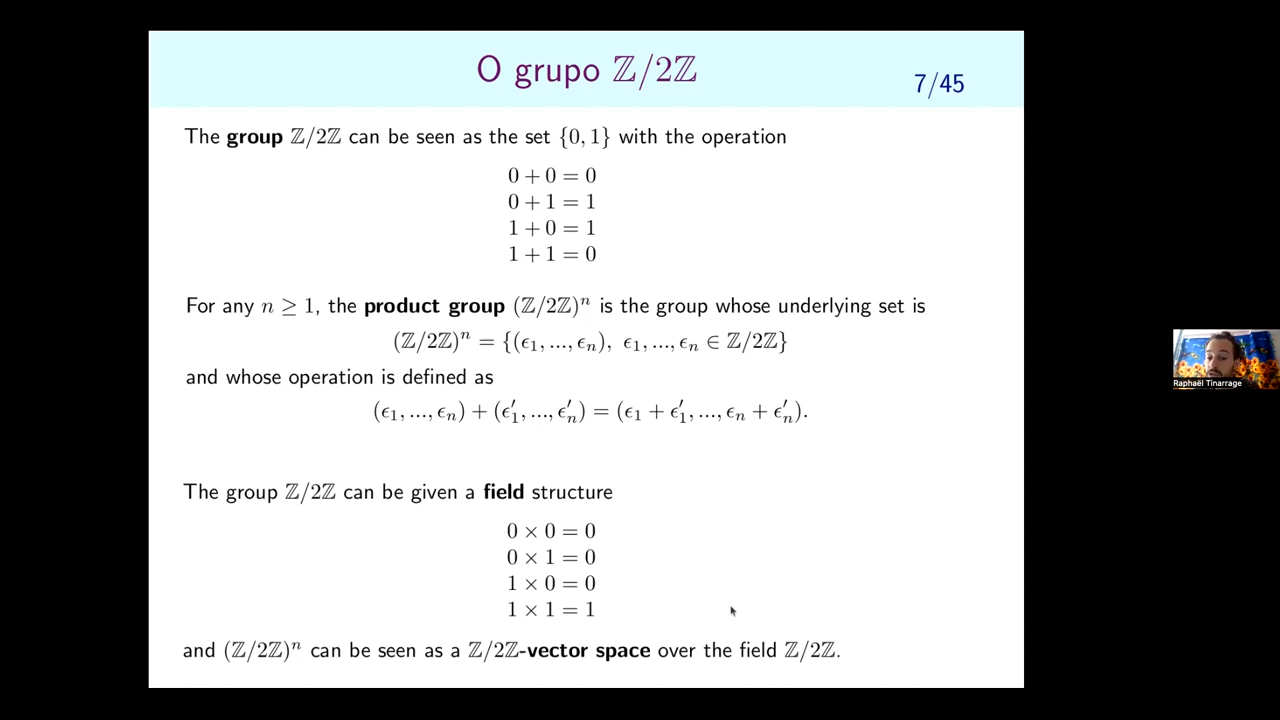 O grupo ℤ/2ℤ
7/45
The group ℤ/2ℤ can be seen as the set {0, 1} with the operation
0 + 0 = 0
0 + 1 = 1
1 + 0 = 1
1 + 1 = 0
For any n ≥ 1, the product group (ℤ/2ℤ)ⁿ is the group whose underlying set is
(ℤ/2ℤ)ⁿ = {(ϵ₁, ..., ϵₙ), ϵ₁, ..., ϵₙ ∈ ℤ/2ℤ}
and whose operation is defined as
(ϵ₁, ..., ϵₙ) + (ϵ′₁, ..., ϵ′ₙ) = (ϵ₁ + ϵ′₁, ..., ϵₙ + ϵ′ₙ).
The group ℤ/2ℤ can be given a field structure
0 × 0 = 0
0 × 1 = 0
1 × 0 = 0
1 × 1 = 1
and (ℤ/2ℤ)ⁿ can be seen as a ℤ/2ℤ-vector space over the field ℤ/2ℤ.
Raphaël Tinarrage